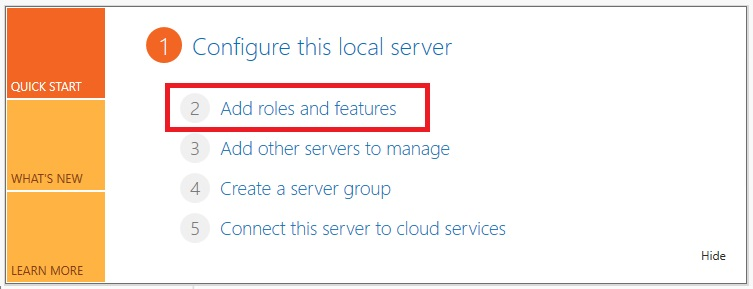 QUICK START
WHAT'S NEW
LEARN MORE
1 Configure this local server
2 Add roles and features
3 Add other servers to manage
4 Create a server group
5 Connect this server to cloud services
Hide